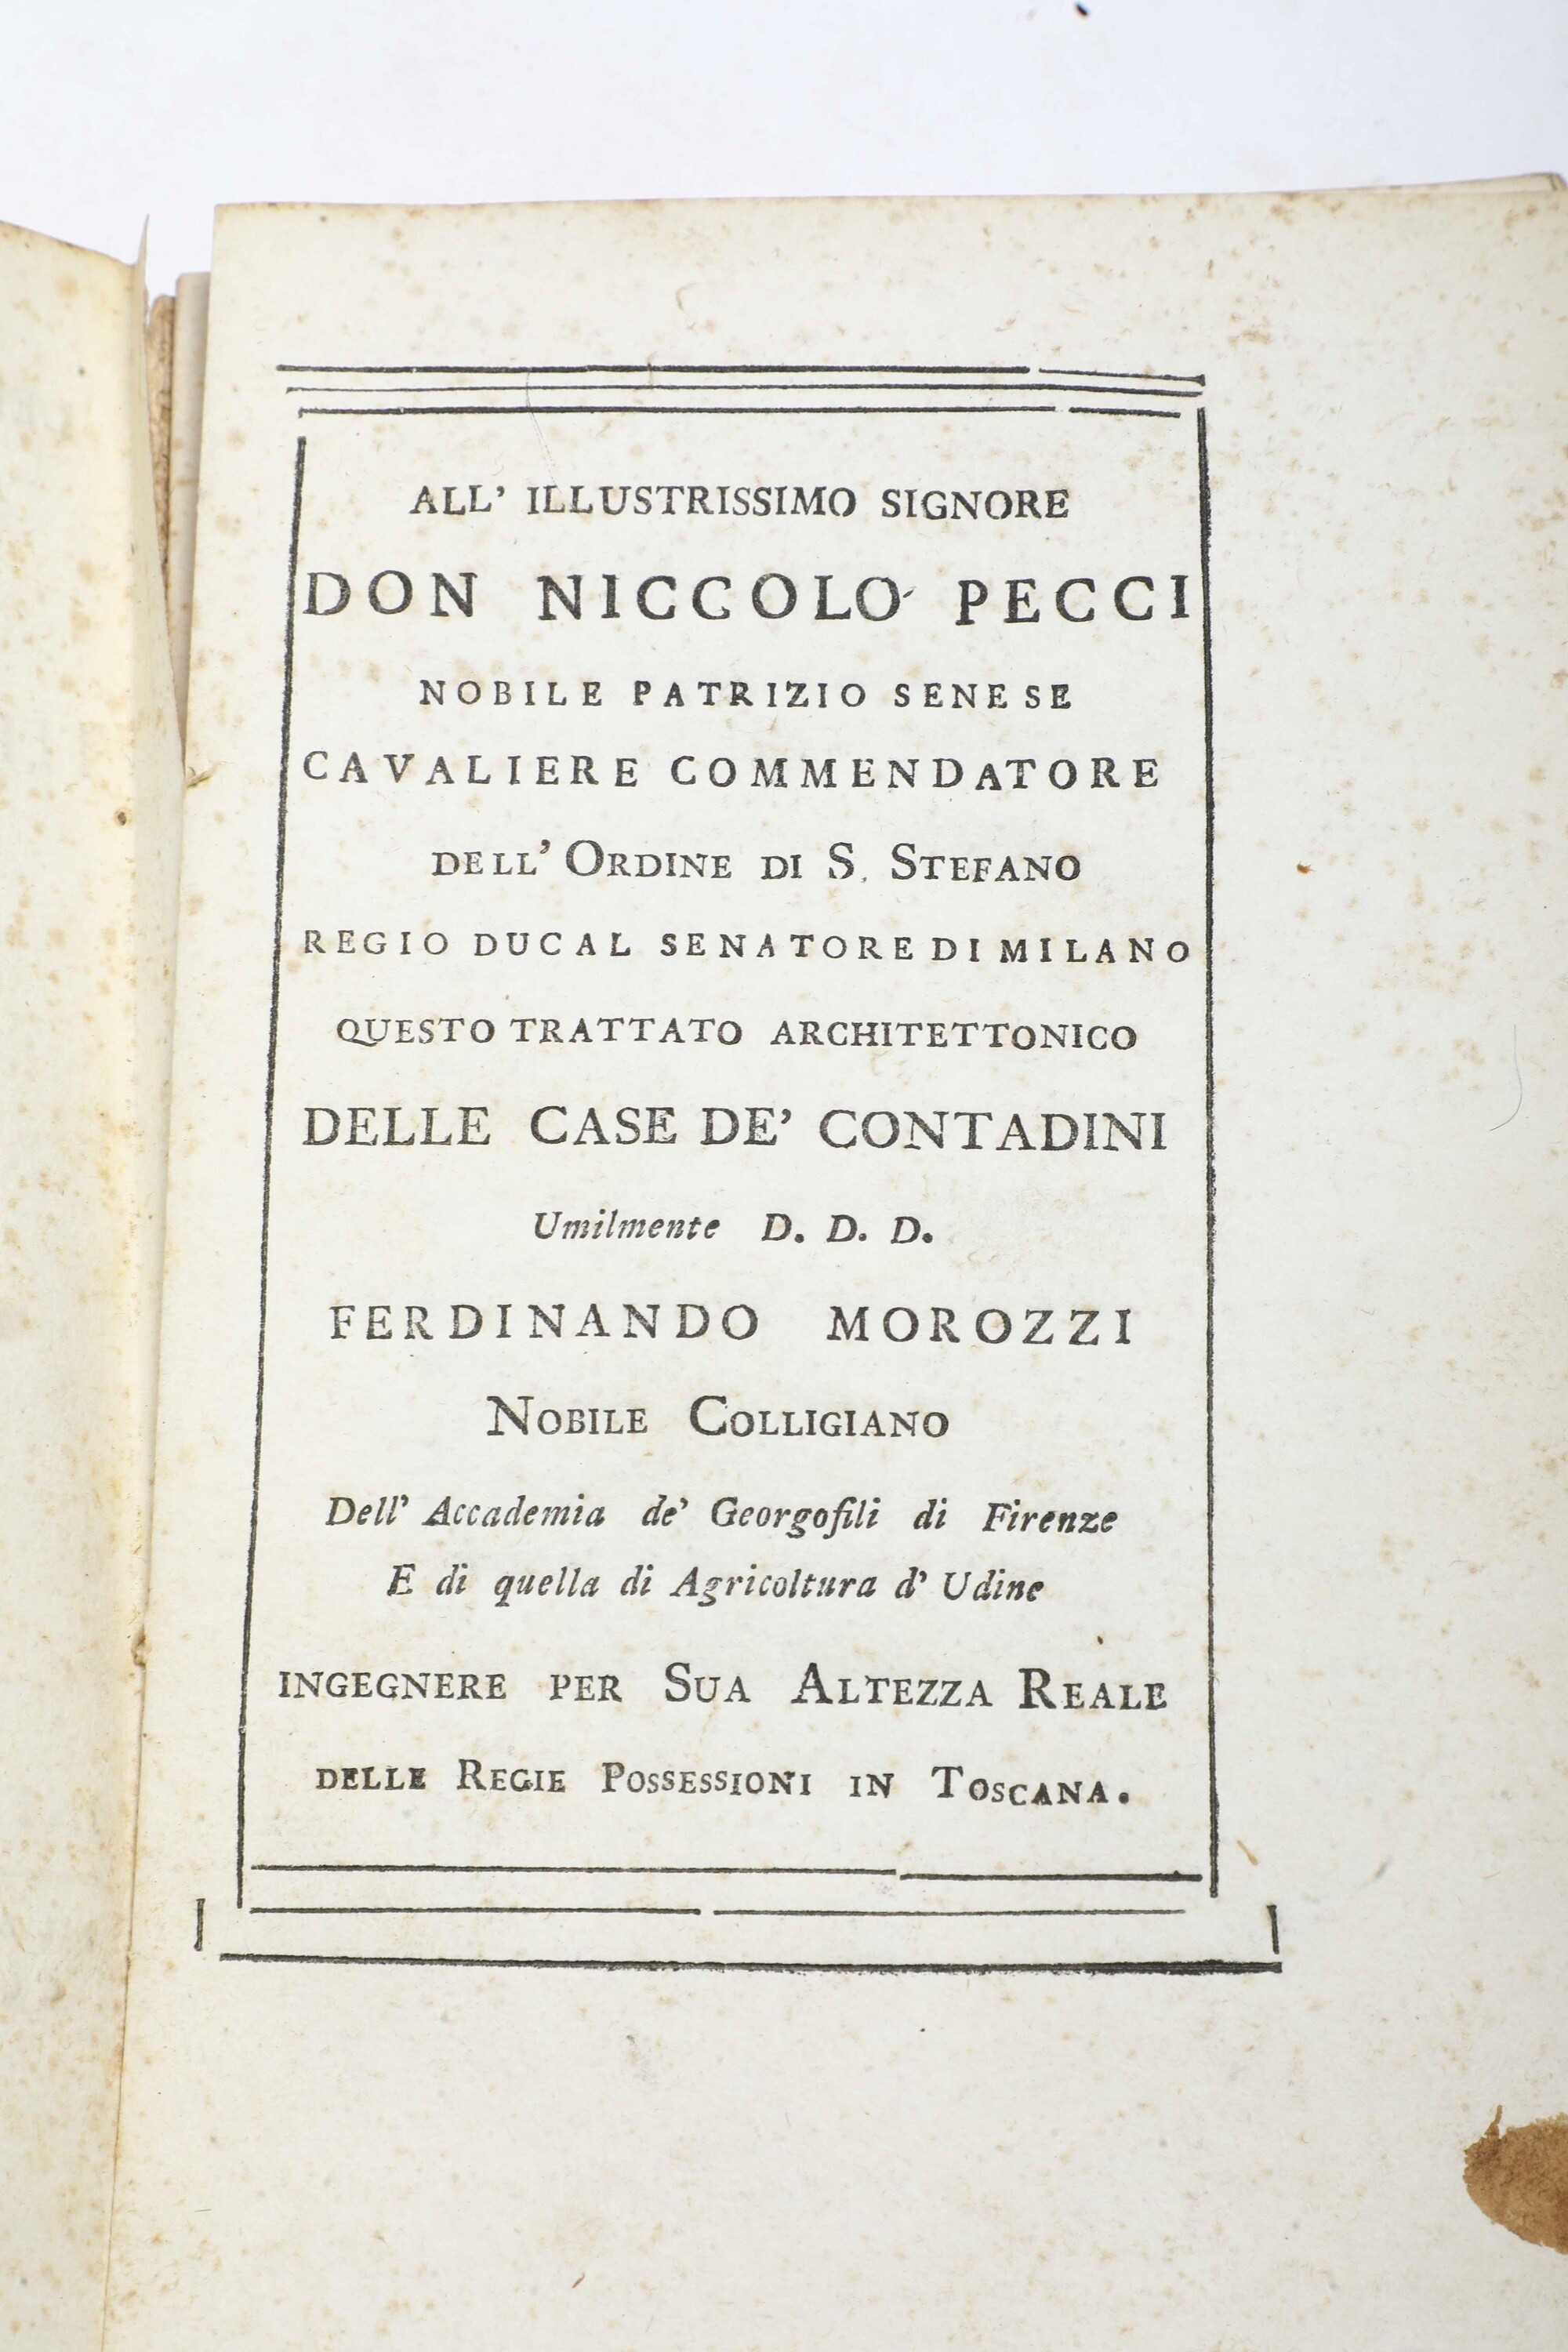 ALL' ILLUSTRISSIMO SIGNORE
DON NICCOLO' PECCI
NOBILE PATRIZIO SENESE
CAVALIERE COMMENDATORE
DELL' ORDINE DI S. STEFANO
REGIO DUCAL SENATORE DI MILANO
QUESTO TRATTATO ARCHITETTONICO
DELLE CASE DE' CONTADINI
Umilmente D. D. D.
FERDINANDO MOROZZI
NOBILE COLLIGIANO
Dell' Accademia de' Georgofili di Firenze
E di quella di Agricoltura d' Udine
INGEGNERE PER SUA ALTEZZA REALE
DELLE REGIE POSSESSIONI IN TOSCANA.